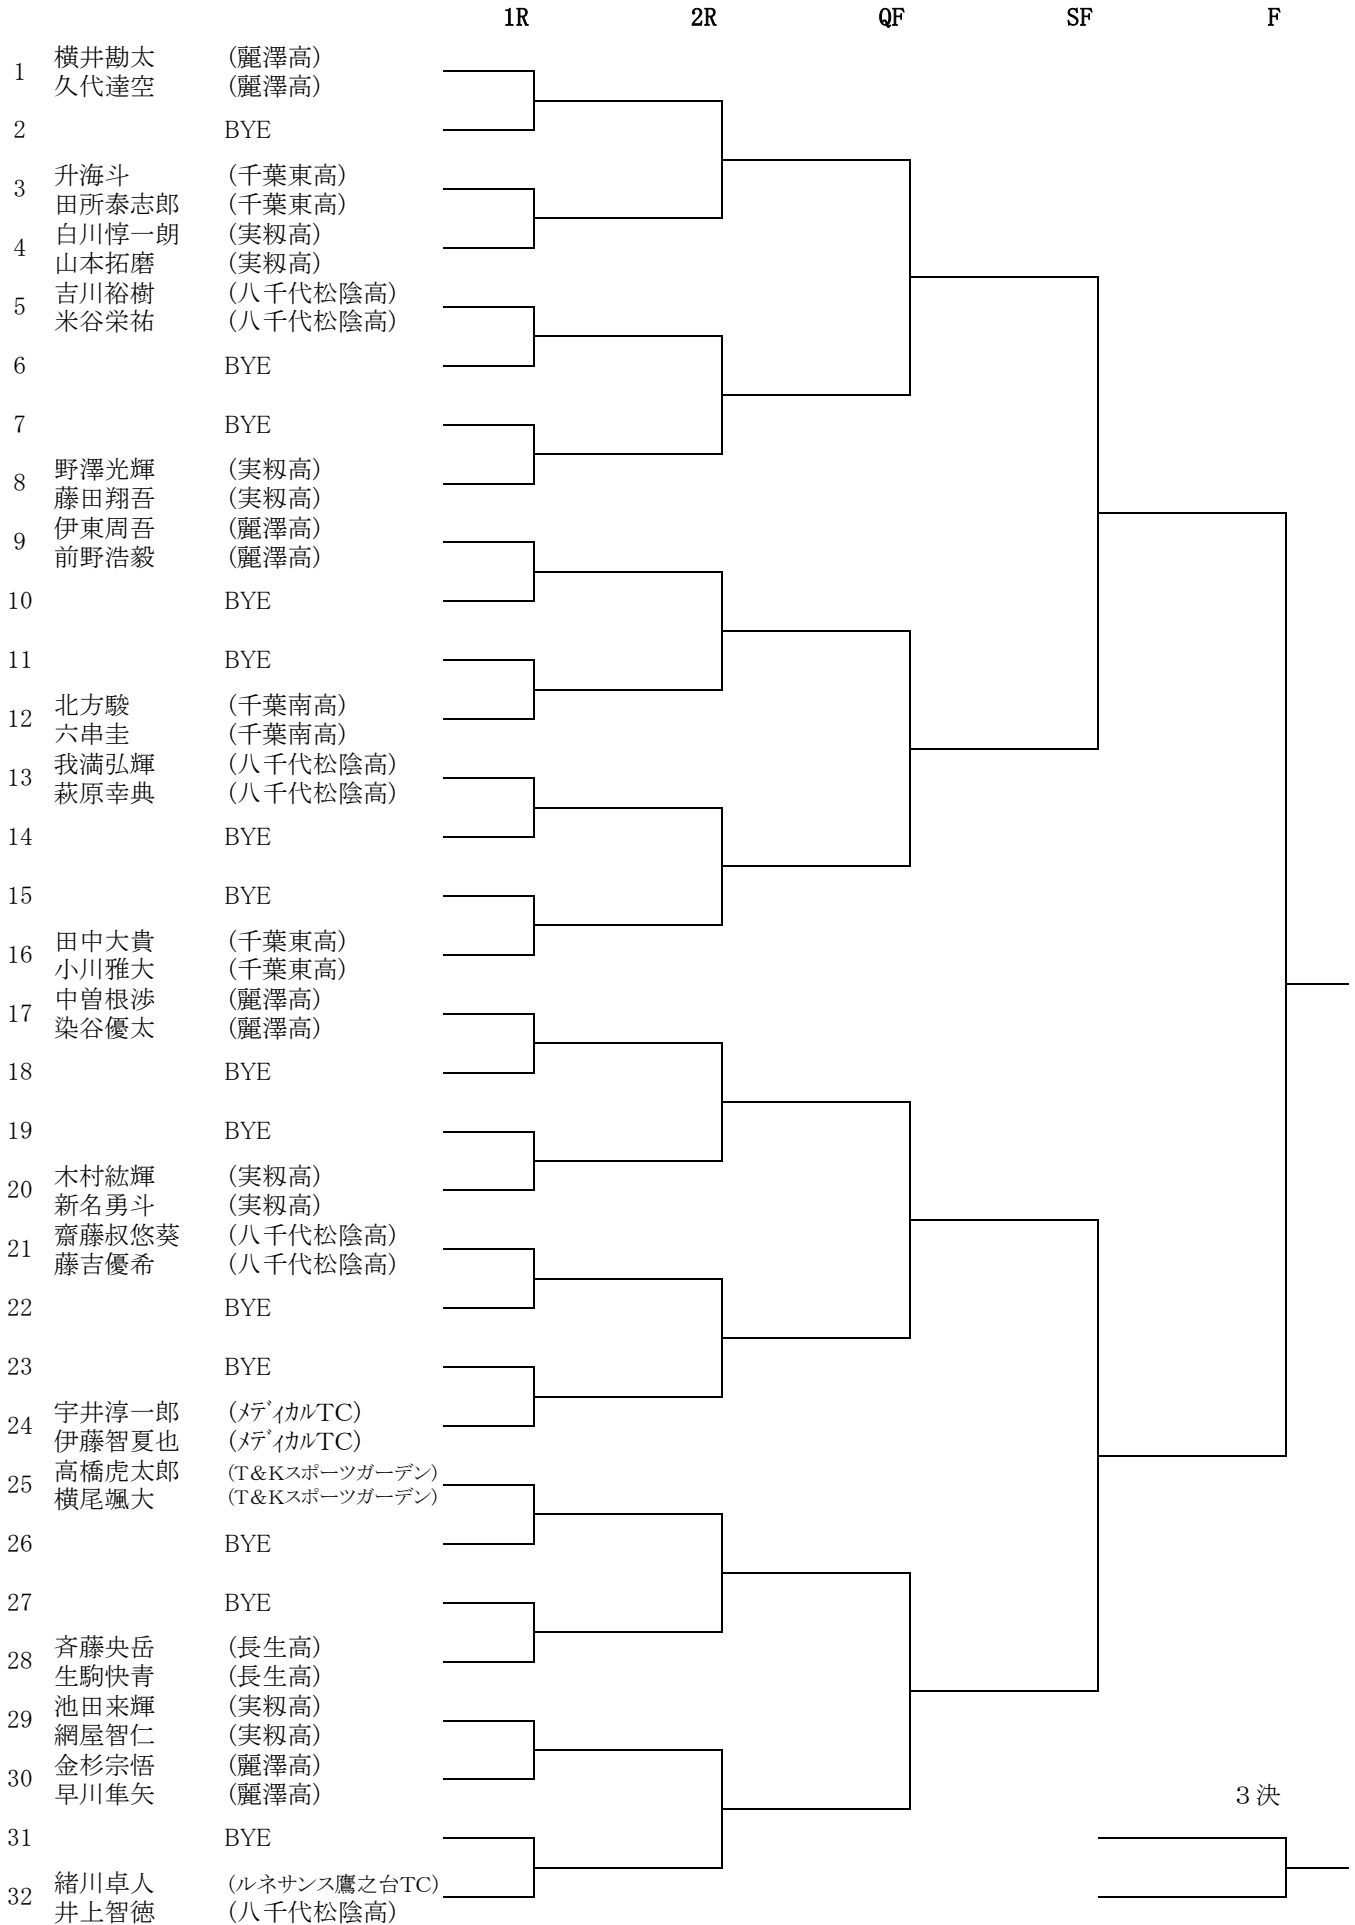 1R 2R QF SF F
横井勘太 (麗澤高)
1
久代達空 (麗澤高)
2 BYE
升海斗 (千葉東高)
3
田所泰志郎 (千葉東高)
白川惇一朗 (実籾高)
4
山本拓磨 (実籾高)
吉川裕樹 (八千代松陰高)
5
米谷栄祐 (八千代松陰高)
6 BYE
7 BYE
野澤光輝 (実籾高)
8
藤田翔吾 (実籾高)
伊東周吾 (麗澤高)
9
前野浩毅 (麗澤高)
10 BYE
11 BYE
北方駿 (千葉南高)
12
六串圭 (千葉南高)
我満弘輝 (八千代松陰高)
13
萩原幸典 (八千代松陰高)
14 BYE
15 BYE
田中大貴 (千葉東高)
16
小川雅大 (千葉東高)
中曽根渉 (麗澤高)
17
染谷優太 (麗澤高)
18 BYE
19 BYE
木村紘輝 (実籾高)
20
新名勇斗 (実籾高)
齋藤叔悠葵 (八千代松陰高)
21
藤吉優希 (八千代松陰高)
22 BYE
23 BYE
宇井淳一郎 (ﾒﾃﾞｨｶﾙTC)
24
伊藤智夏也 (ﾒﾃﾞｨｶﾙTC)
高橋虎太郎 (T&Kスポーツガーデン)
25
横尾颯大 (T&Kスポーツガーデン)
26 BYE
27 BYE
斉藤央岳 (長生高)
28
生駒快青 (長生高)
池田来輝 (実籾高)
29
網屋智仁 (実籾高)
金杉宗悟 (麗澤高)
30
早川隼矢 (麗澤高)
３決
31 BYE
緒川卓人 (ルネサンス鷹之台TC)
32
井上智徳 (八千代松陰高)